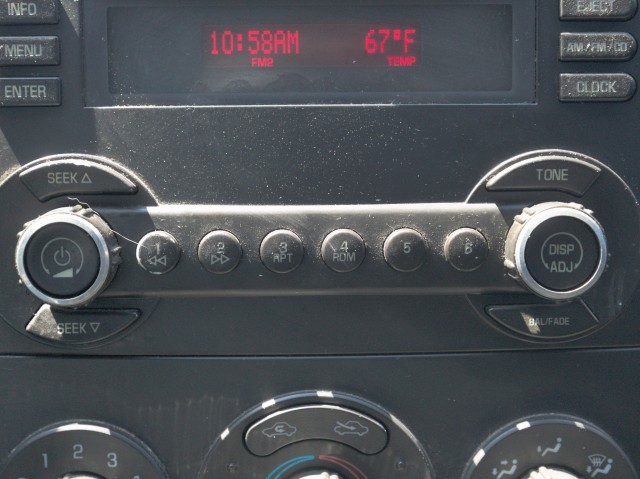 INFO
MENU
ENTER
10:58AM 67°F
FM2 TEMP
EJECT
AM/FM/CD
CLOCK
SEEK △
TONE
1 2 3 4 5 6
RPT RDM
DISP
ADJ
SEEK ▽
BAL/FADE
1 2 3